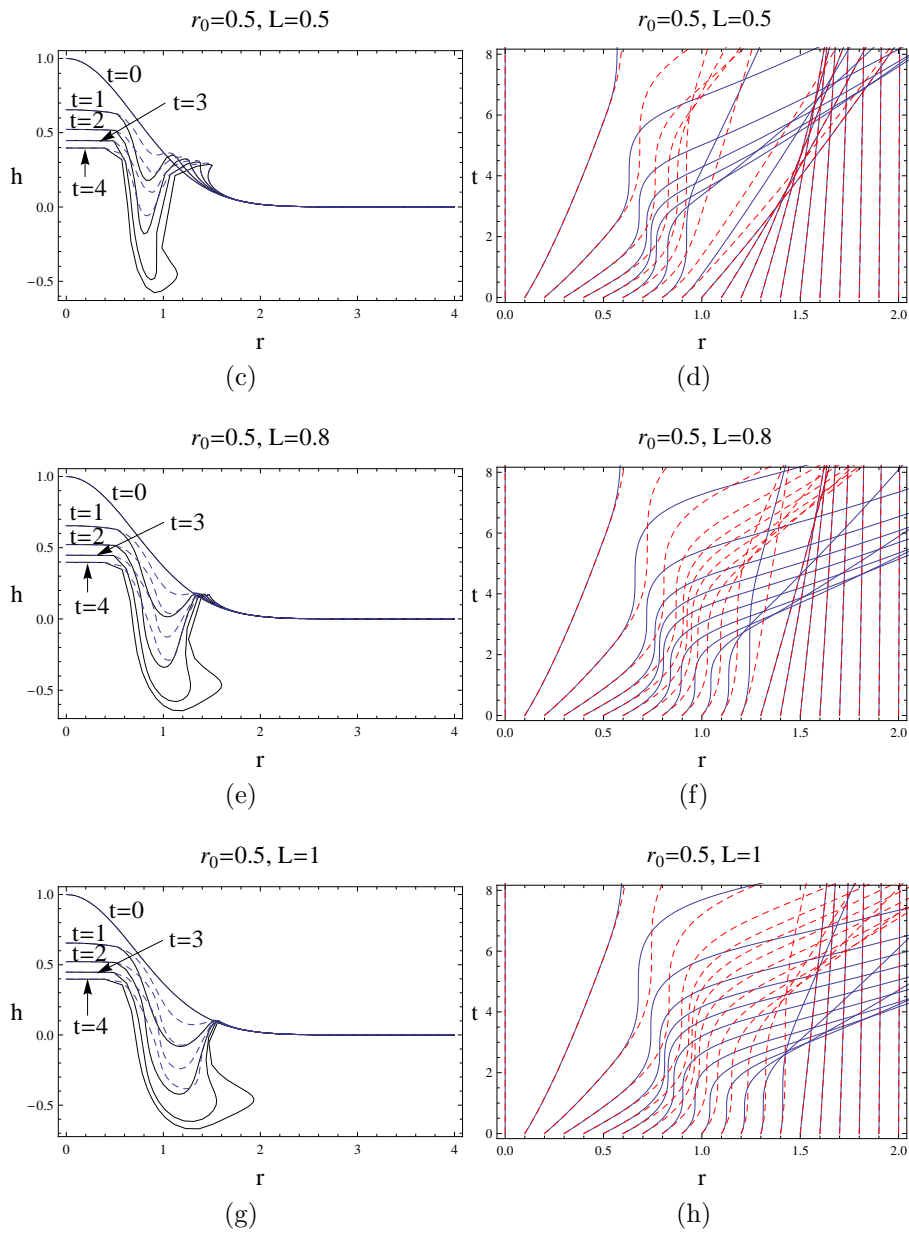 r₀=0.5, L=0.5
r₀=0.5, L=0.5
1.0
0.5
0.0
−0.5
h
t=0
t=1
t=3
t=2
t=4
0
1
2
3
4
r
(c)
8
6
4
2
0
t
0.0
0.5
1.0
1.5
2.0
r
(d)
r₀=0.5, L=0.8
r₀=0.5, L=0.8
1.0
0.5
0.0
−0.5
h
t=0
t=1
t=3
t=2
t=4
0
1
2
3
4
r
(e)
8
6
4
2
0
t
0.0
0.5
1.0
1.5
2.0
r
(f)
r₀=0.5, L=1
r₀=0.5, L=1
1.0
0.5
0.0
−0.5
h
t=0
t=1
t=3
t=2
t=4
0
1
2
3
4
r
(g)
8
6
4
2
0
t
0.0
0.5
1.0
1.5
2.0
r
(h)